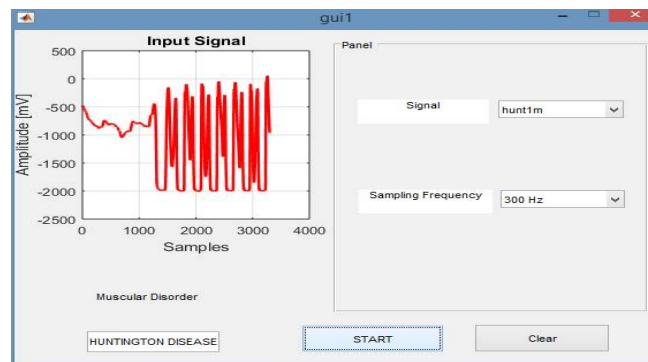 gui1
Input Signal
Amplitude [mV]
500
0
-500
-1000
-1500
-2000
-2500
0 1000 2000 3000 4000
Samples
Panel
Signal
hunt1m
Sampling Frequency
300 Hz
Muscular Disorder
HUNTINGTON DISEASE
START
Clear